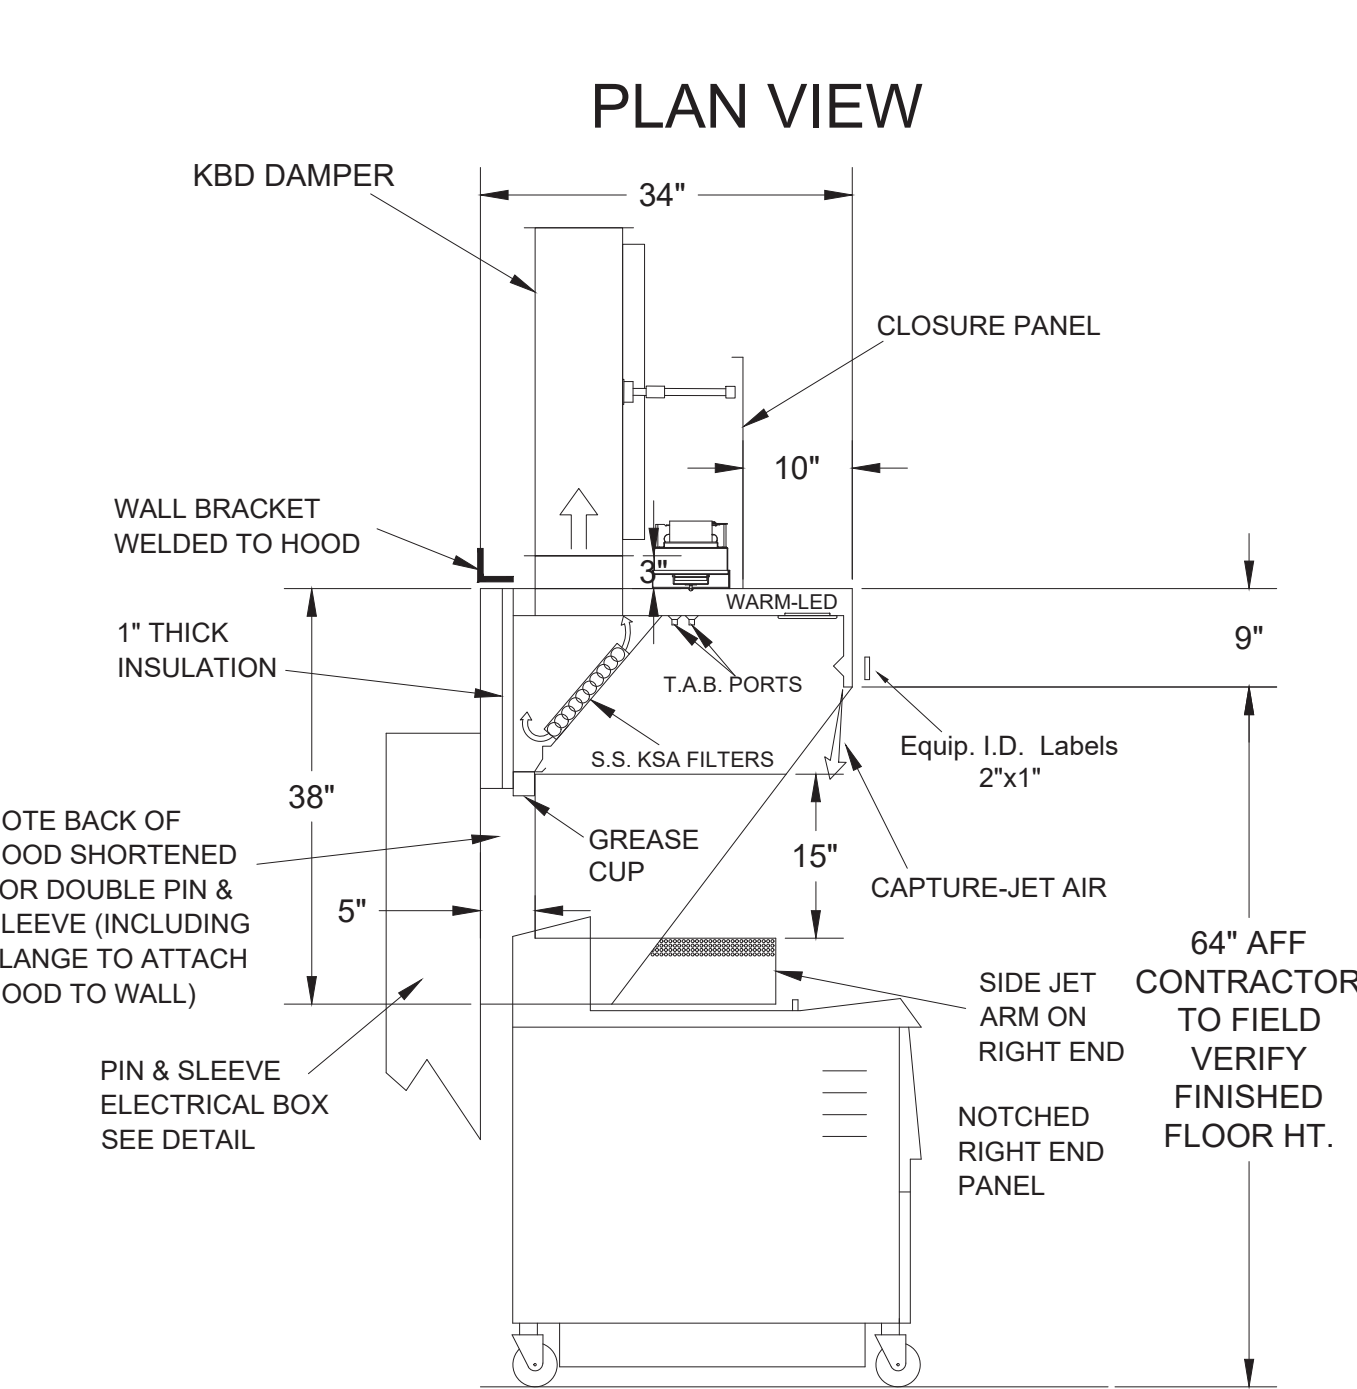 PLAN VIEW
KBD DAMPER
34"
CLOSURE PANEL
10"
WALL BRACKET
WELDED TO HOOD
3"
WARM-LED
9"
1" THICK
INSULATION
T.A.B. PORTS
Equip. I.D. Labels
2"x1"
S.S. KSA FILTERS
38"
OTE BACK OF
OOD SHORTENED
OR DOUBLE PIN &
LEEVE (INCLUDING
LANGE TO ATTACH
OOD TO WALL)
GREASE
CUP
15"
CAPTURE-JET AIR
5"
64" AFF
CONTRACTOR
TO FIELD
VERIFY
FINISHED
FLOOR HT.
SIDE JET
ARM ON
RIGHT END
PIN & SLEEVE
ELECTRICAL BOX
SEE DETAIL
NOTCHED
RIGHT END
PANEL